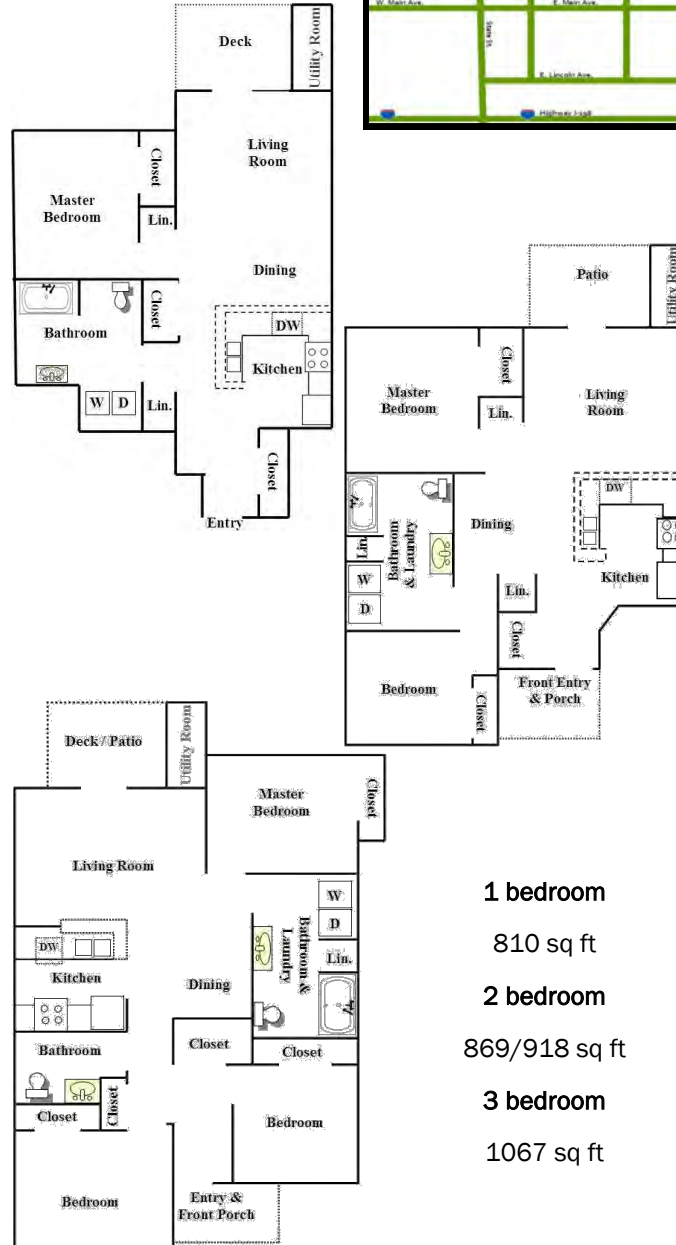 W. Main Ave.
E. Main Ave.
State St.
E. Lincoln Ave.
Highway I-198
Deck
Utility Room
Living
Room
Closet
Master
Bedroom
Lin.
Dining
Closet
Bathroom
DW
Kitchen
W D
Lin.
Closet
Entry
Patio
Utility Room
Closet
Master
Bedroom
Living
Room
Lin.
DW
Dining
Bathroom
& Laundry
Lin.
W
D
Kitchen
Lin.
Closet
Bedroom
Closet
Front Entry
& Porch
Deck / Patio
Utility Room
Master
Bedroom
Closet
Living Room
W
D
DW
Bathroom &
Laundry
Lin.
Kitchen
Dining
Bathroom
Closet
Closet
Closet
Closet
Bedroom
Bedroom
Entry &
Front Porch
1 bedroom
810 sq ft
2 bedroom
869/918 sq ft
3 bedroom
1067 sq ft